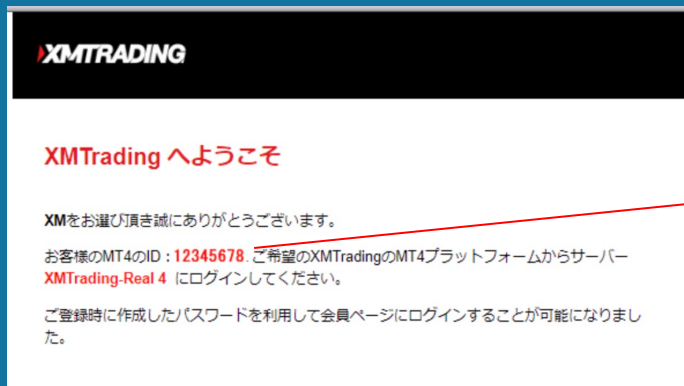 XMTRADING
XMTrading へようこそ
XMをお選び頂き誠にありがとうございます。
お客様のMT4のID : 12345678. ご希望のXMTradingのMT4プラットフォームからサーバー
XMTrading-Real 4 にログインしてください。
ご登録時に作成したパスワードを利用して会員ページにログインすることが可能になりまし
た。